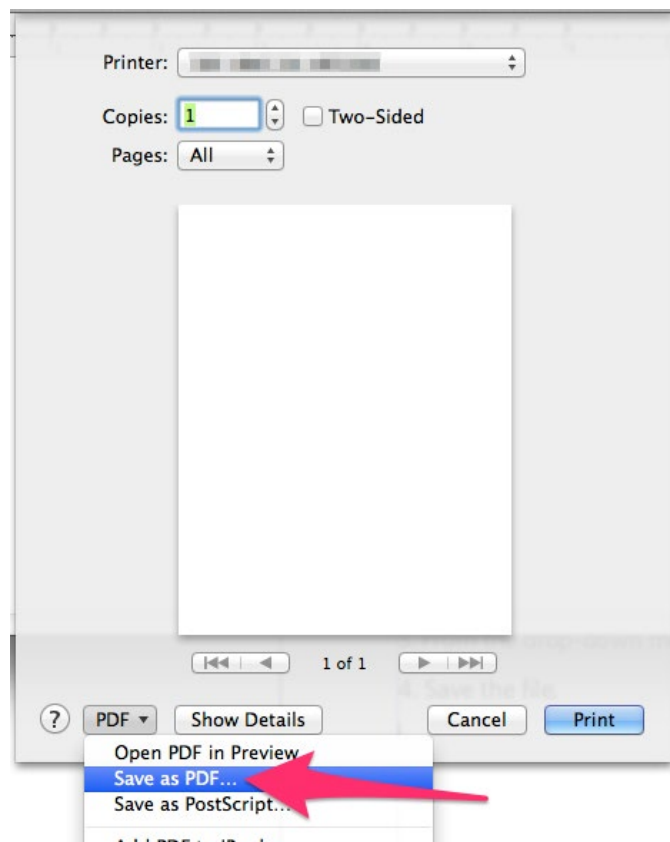 Printer:
Copies: 1 Two-Sided
Pages: All
1 of 1
4. Save the file.
? PDF Show Details Cancel Print
Open PDF in Preview
Save as PDF...
Save as PostScript...